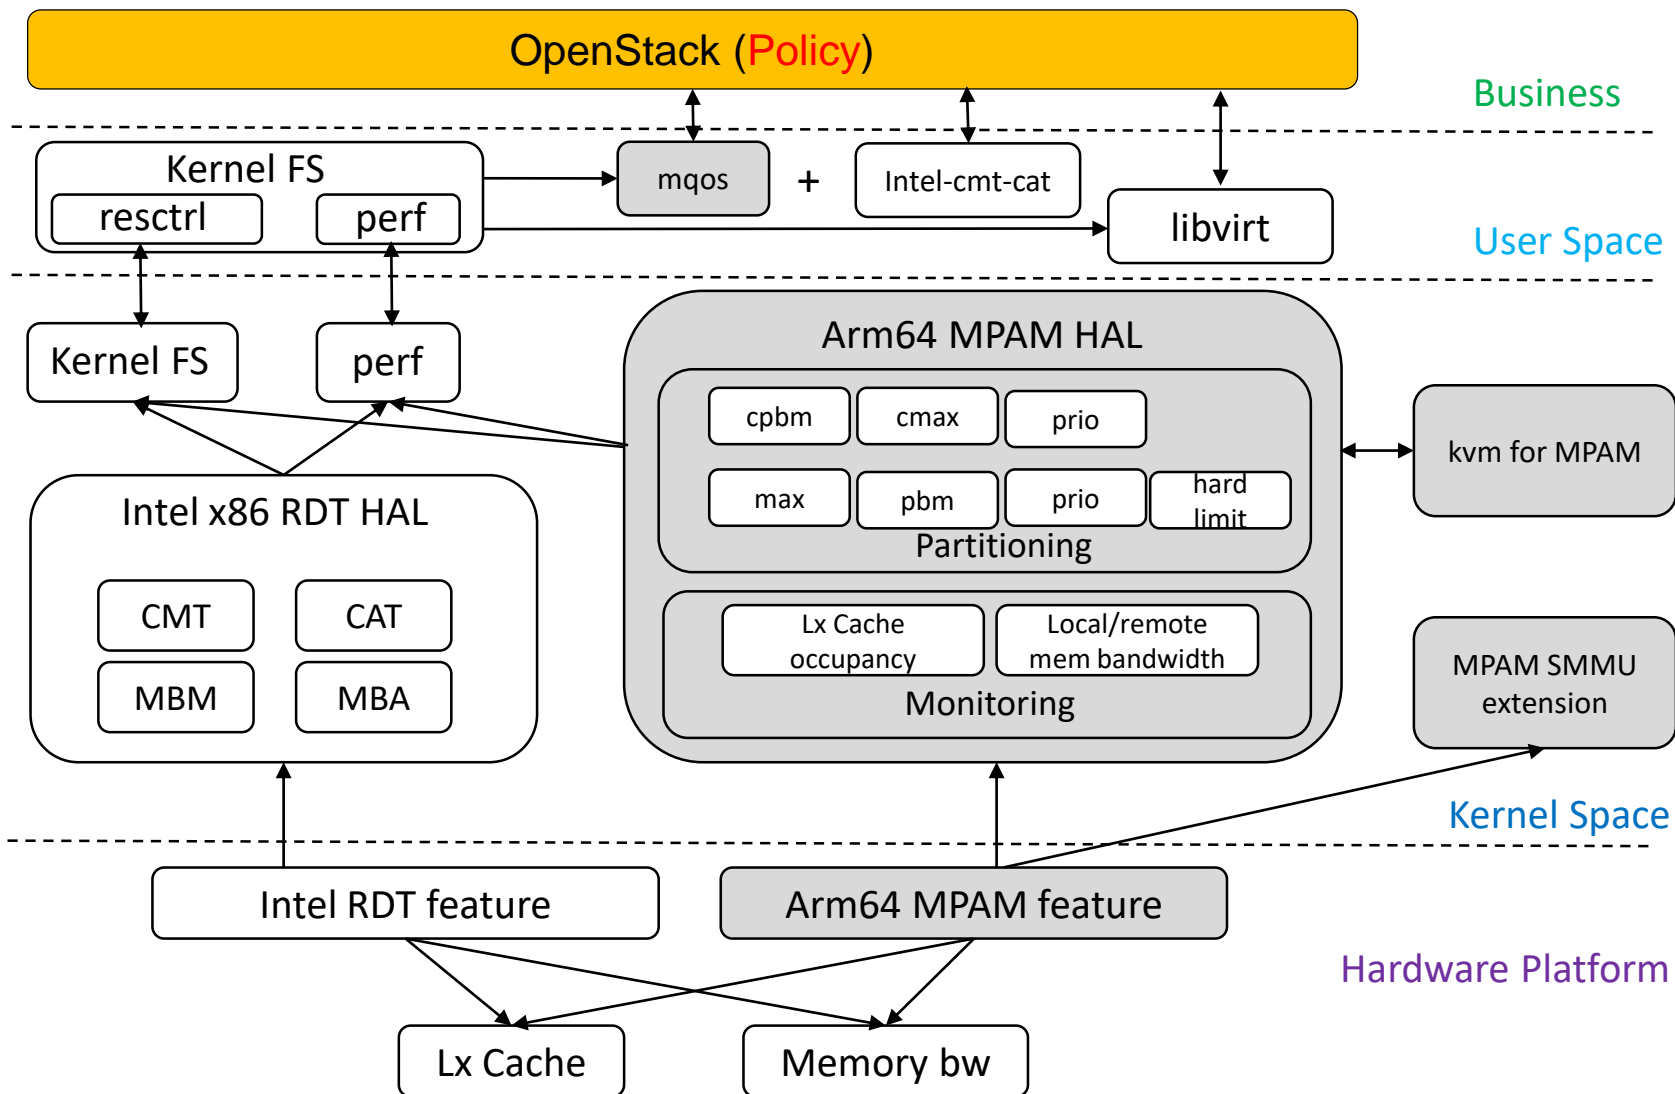 OpenStack (Policy)
Business
Kernel FS
resctrl
perf
mqos
+
Intel-cmt-cat
libvirt
User Space
Kernel FS
perf
Arm64 MPAM HAL
cpbm
cmax
prio
max
pbm
prio
hard
limit
Partitioning
kvm for MPAM
Intel x86 RDT HAL
CMT
CAT
MBM
MBA
Lx Cache
occupancy
Local/remote
mem bandwidth
Monitoring
MPAM SMMU
extension
Kernel Space
Intel RDT feature
Arm64 MPAM feature
Hardware Platform
Lx Cache
Memory bw